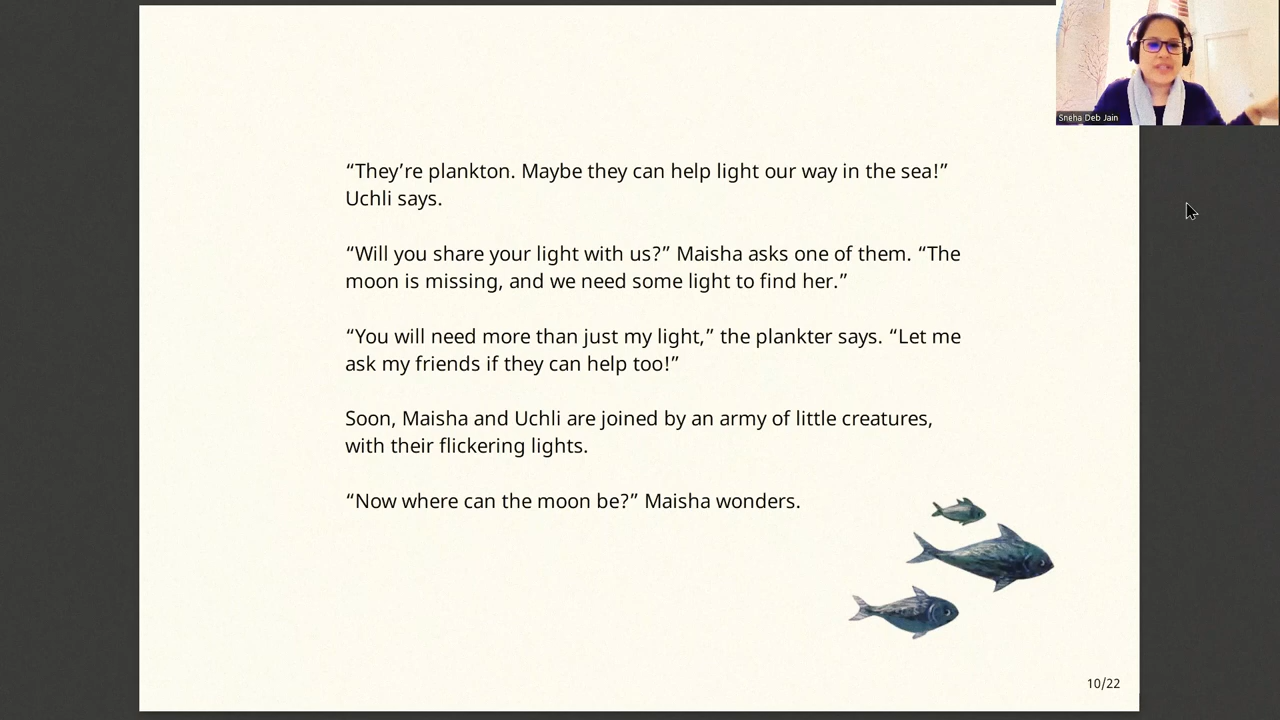 Sneha Deb Jain
“They’re plankton. Maybe they can help light our way in the sea!”
Uchli says.
“Will you share your light with us?” Maisha asks one of them. “The
moon is missing, and we need some light to find her.”
“You will need more than just my light,” the plankter says. “Let me
ask my friends if they can help too!”
Soon, Maisha and Uchli are joined by an army of little creatures,
with their flickering lights.
“Now where can the moon be?” Maisha wonders.
10/22